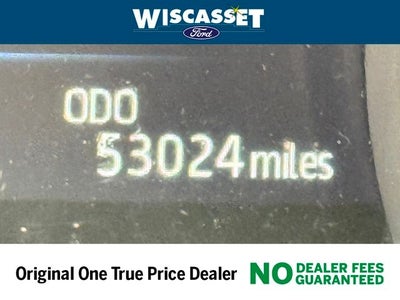 WISCASSET
Ford
ODO
53024 miles
Original One True Price Dealer
NO DEALER FEES
GUARANTEED